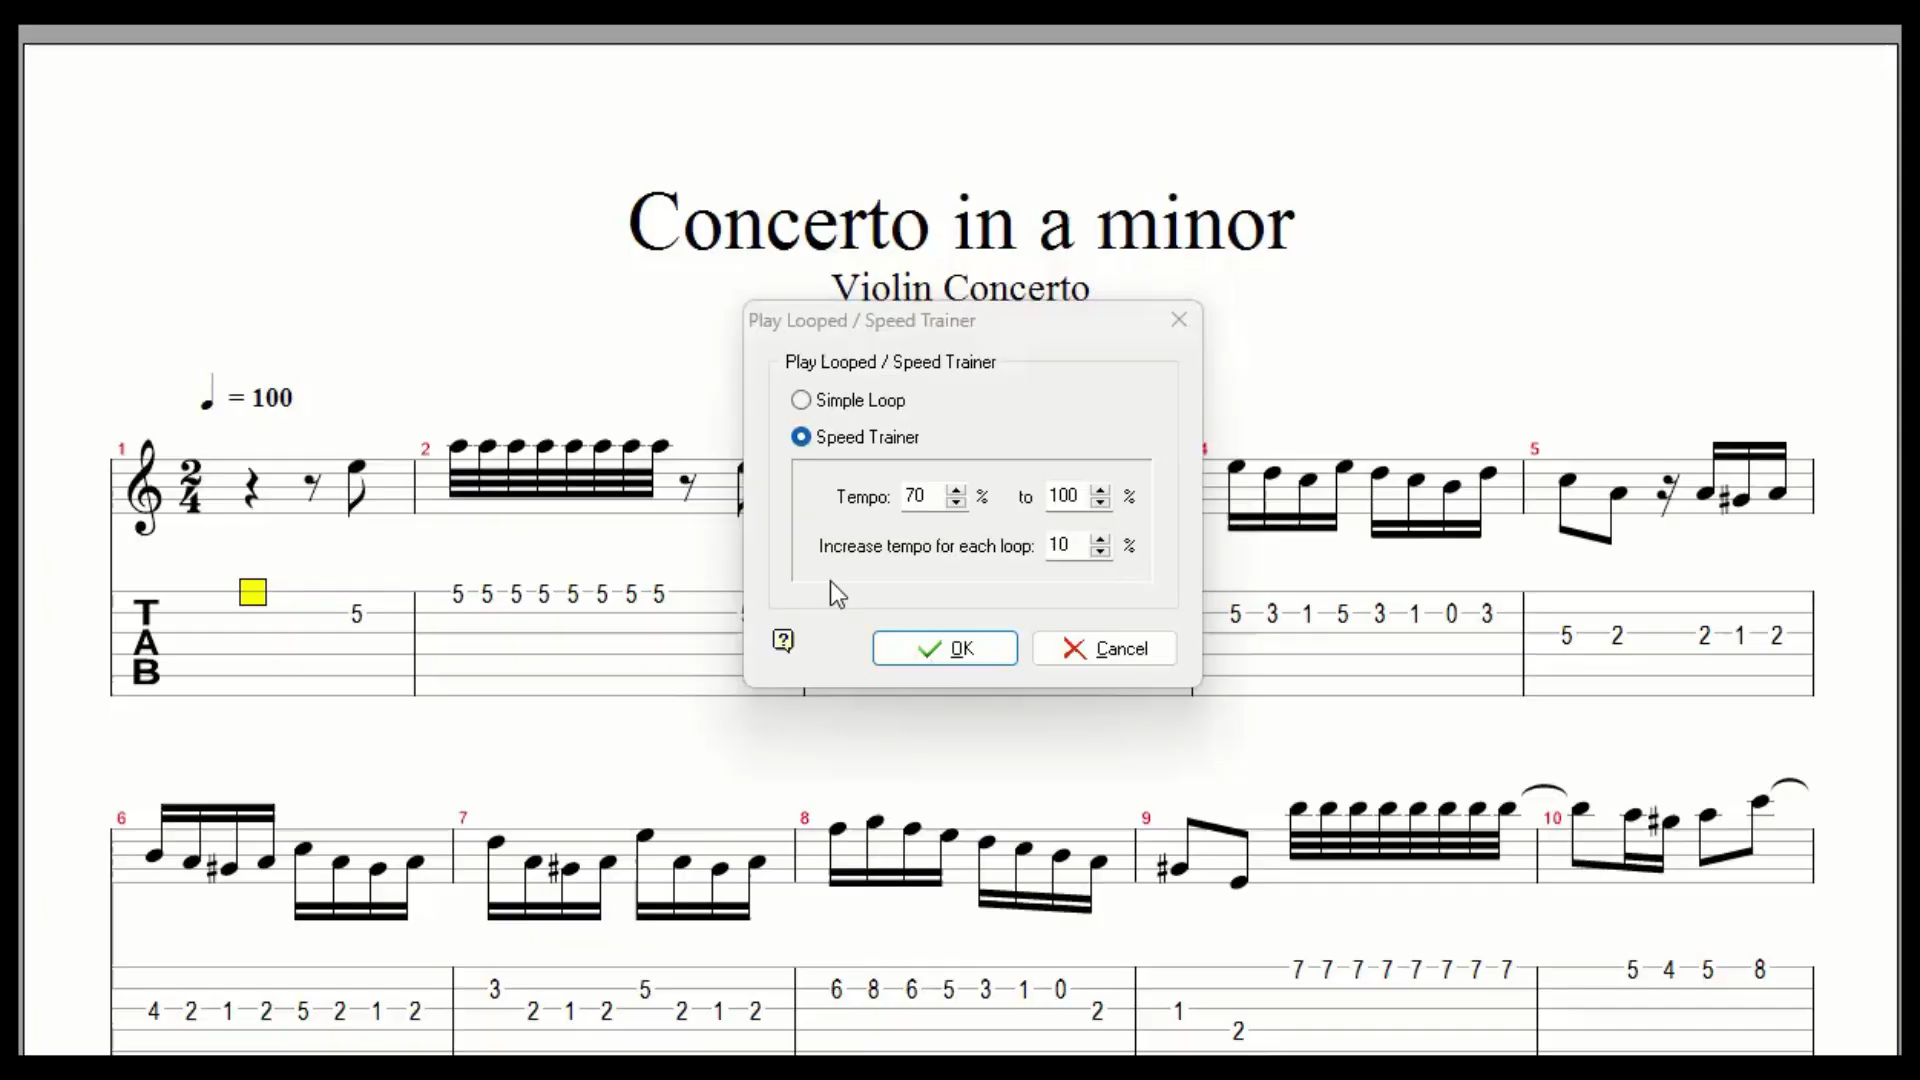 Concerto in a minor
Violin Concerto
Play Looped / Speed Trainer
Play Looped / Speed Trainer
Simple Loop
Speed Trainer
Tempo: 70 % to 100 %
Increase tempo for each loop: 10 %
? OK Cancel
= 100
1 2 4 5
2
4
T
A
B
5 5 5 5 5 5 5 5 5 5 3 1 5 3 1 0 3 5 2 2 1 2
6 7 8 9 10
4 2 1 2 5 2 1 2 3 2 1 2 5 2 1 2 6 8 6 5 3 1 0 2 1 2 7 7 7 7 7 7 7 7 5 4 5 8